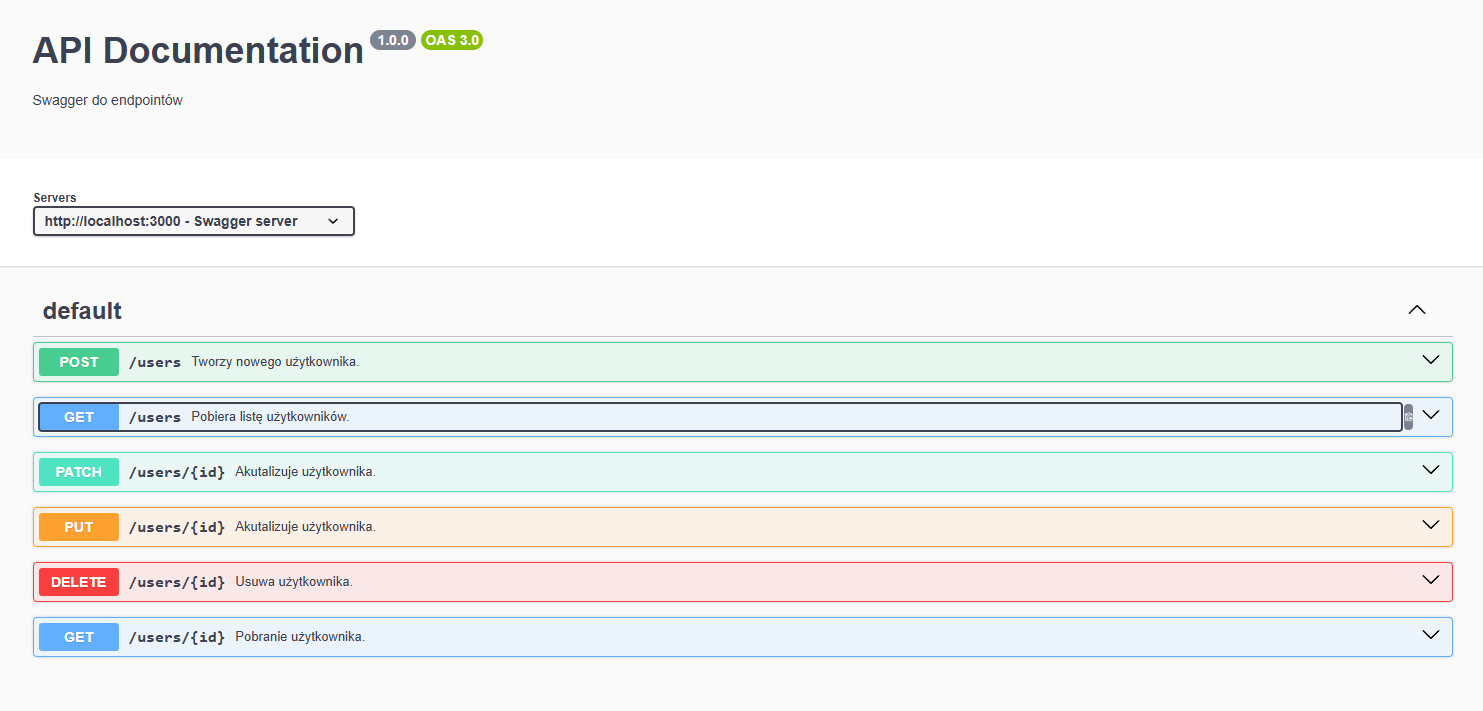 API Documentation 1.0.0 OAS 3.0
Swagger do endpointów
Servers
http://localhost:3000 - Swagger server
default
POST /users Tworzy nowego użytkownika.
GET /users Pobiera listę użytkowników.
PATCH /users/{id} Akutalizuje użytkownika.
PUT /users/{id} Akutalizuje użytkownika.
DELETE /users/{id} Usuwa użytkownika.
GET /users/{id} Pobranie użytkownika.